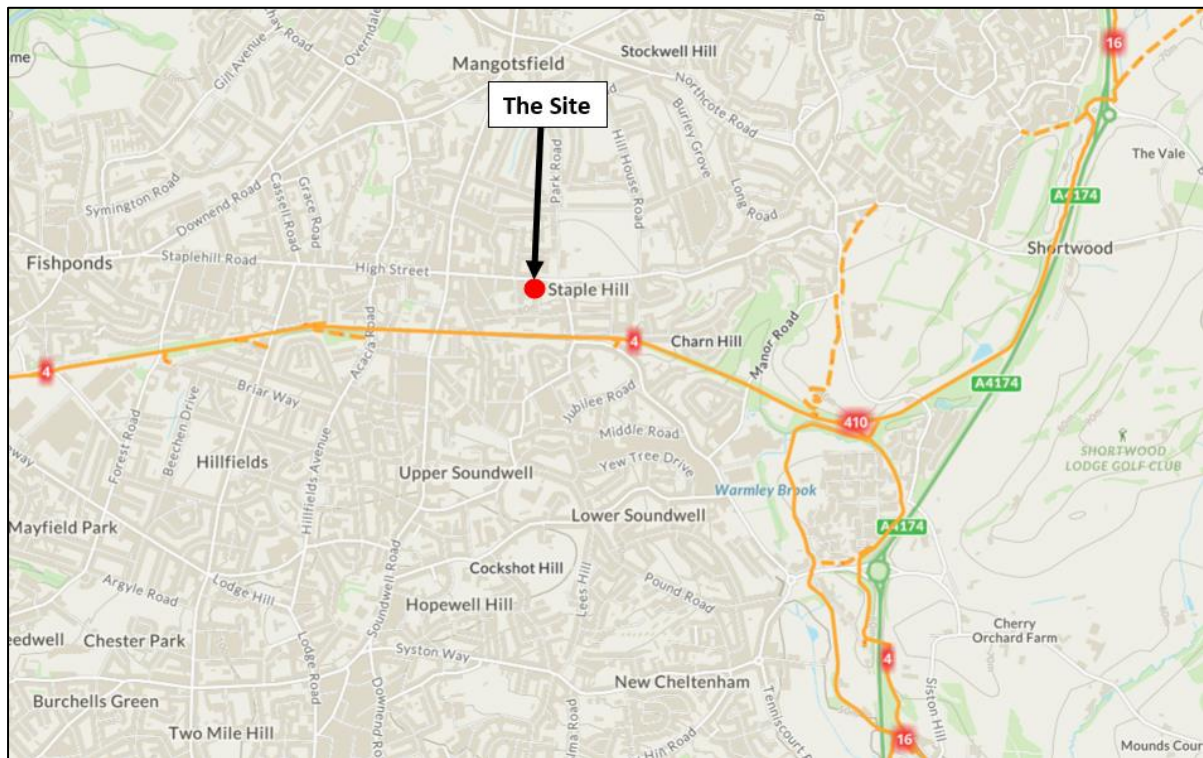 16
Stockwell Hill
Mangotsfield
Gill Avenue
Overndale
Northcote Road
The Site
Burley Grove
Hill House Road
Park Road
Long Road
The Vale
A4174
Symington Road
Downend Road
Cassell Road
Grace Road
Fishponds
Staplehill Road
High Street
Staple Hill
Shortwood
4
Charn Hill
Manor Road
4
Acacia Road
A4174
Briar Way
Jubilee Road
410
Forest Road
Beechen Drive
Middle Road
Hillfields
Hillfields Avenue
Upper Soundwell
Yew Tree Drive
SHORTWOOD
LODGE GOLF CLUB
Warmley Brook
Lower Soundwell
Mayfield Park
A4174
Soundwell Road
Cockshot Hill
Lees Hill
Pound Road
Argyle Road
Lodge Hill
Hopewell Hill
Cherry
Orchard Farm
eedwell
Chester Park
Lodge Road
Syston Way
4
Siston Hill
New Cheltenham
Burchells Green
Downend Ro
Tenniscourt
Two Mile Hill
Hill Road
16
Mounds Cour